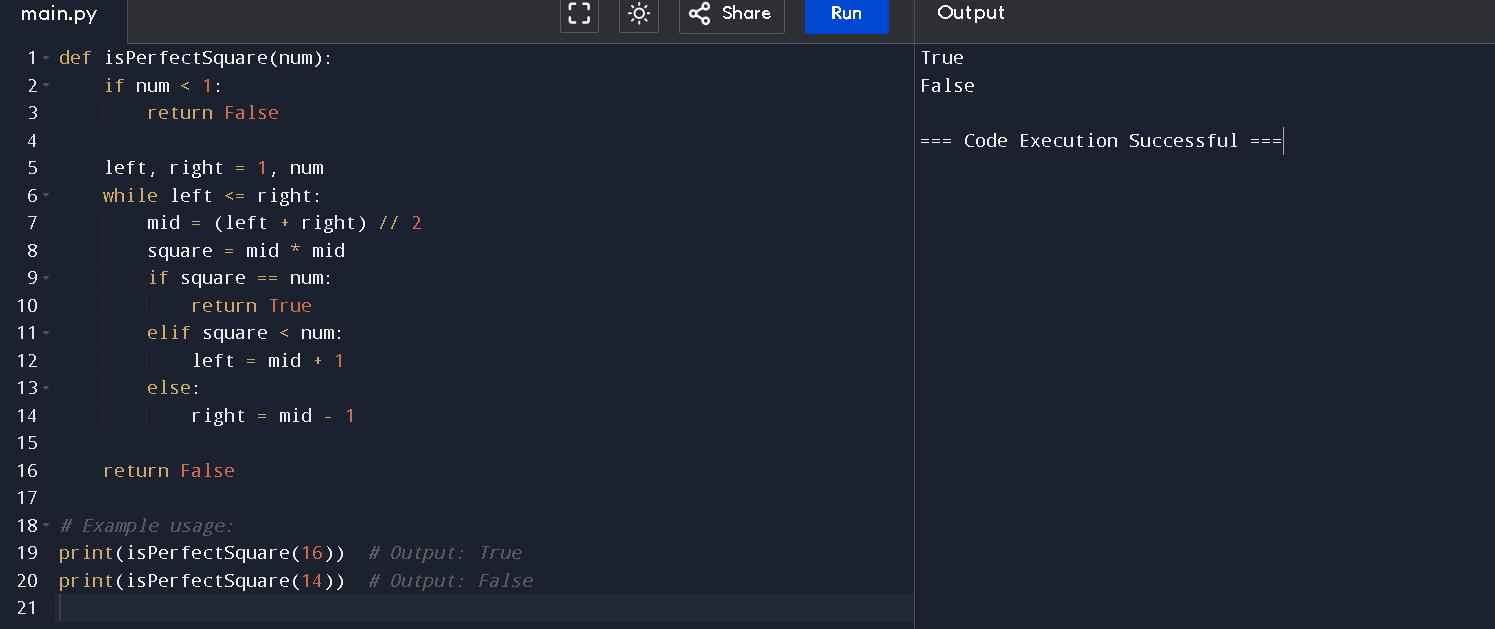 main.py Share Run Output
1 def isPerfectSquare(num):
2     if num < 1:
3         return False
4
5     left, right = 1, num
6     while left <= right:
7         mid = (left + right) // 2
8         square = mid * mid
9         if square == num:
10             return True
11         elif square < num:
12             left = mid + 1
13         else:
14             right = mid - 1
15
16     return False
17
18 # Example usage:
19 print(isPerfectSquare(16))  # Output: True
20 print(isPerfectSquare(14))  # Output: False
21
True
False
=== Code Execution Successful ===